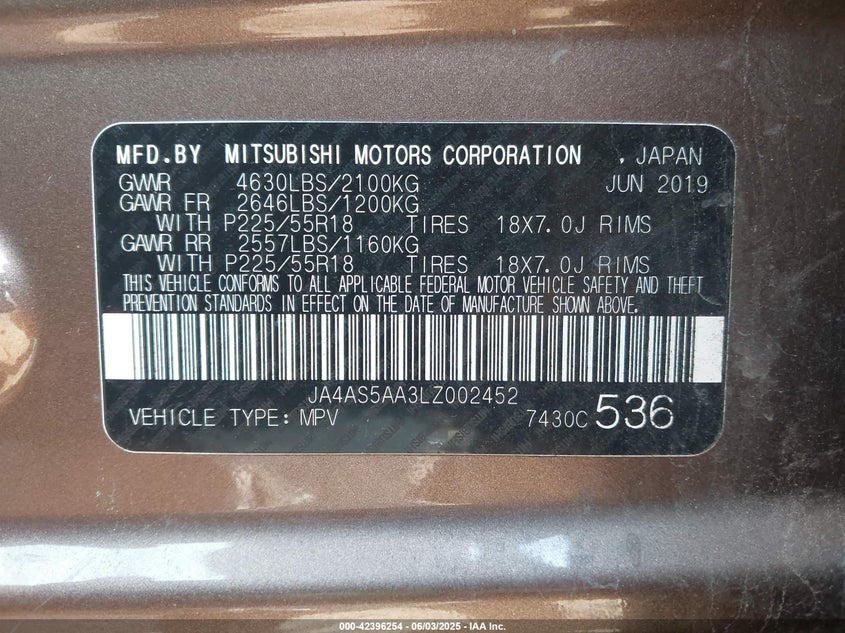 MFD.BY MITSUBISHI MOTORS CORPORATION , JAPAN
GVWR 4630LBS/2100KG JUN 2019
GAWR FR 2646LBS/1200KG
WITH P225/55R18 TIRES 18X7.0J RIMS
GAWR RR 2557LBS/1160KG
WITH P225/55R18 TIRES 18X7.0J RIMS
THIS VEHICLE CONFORMS TO ALL APPLICABLE FEDERAL MOTOR VEHICLE SAFETY AND THEFT
PREVENTION STANDARDS IN EFFECT ON THE DATE OF MANUFACTURE SHOWN ABOVE.
JA4AS5AA3LZ002452
VEHICLE TYPE: MPV 7430C 536
000-42396254 - 06/03/2025 - IAA Inc.